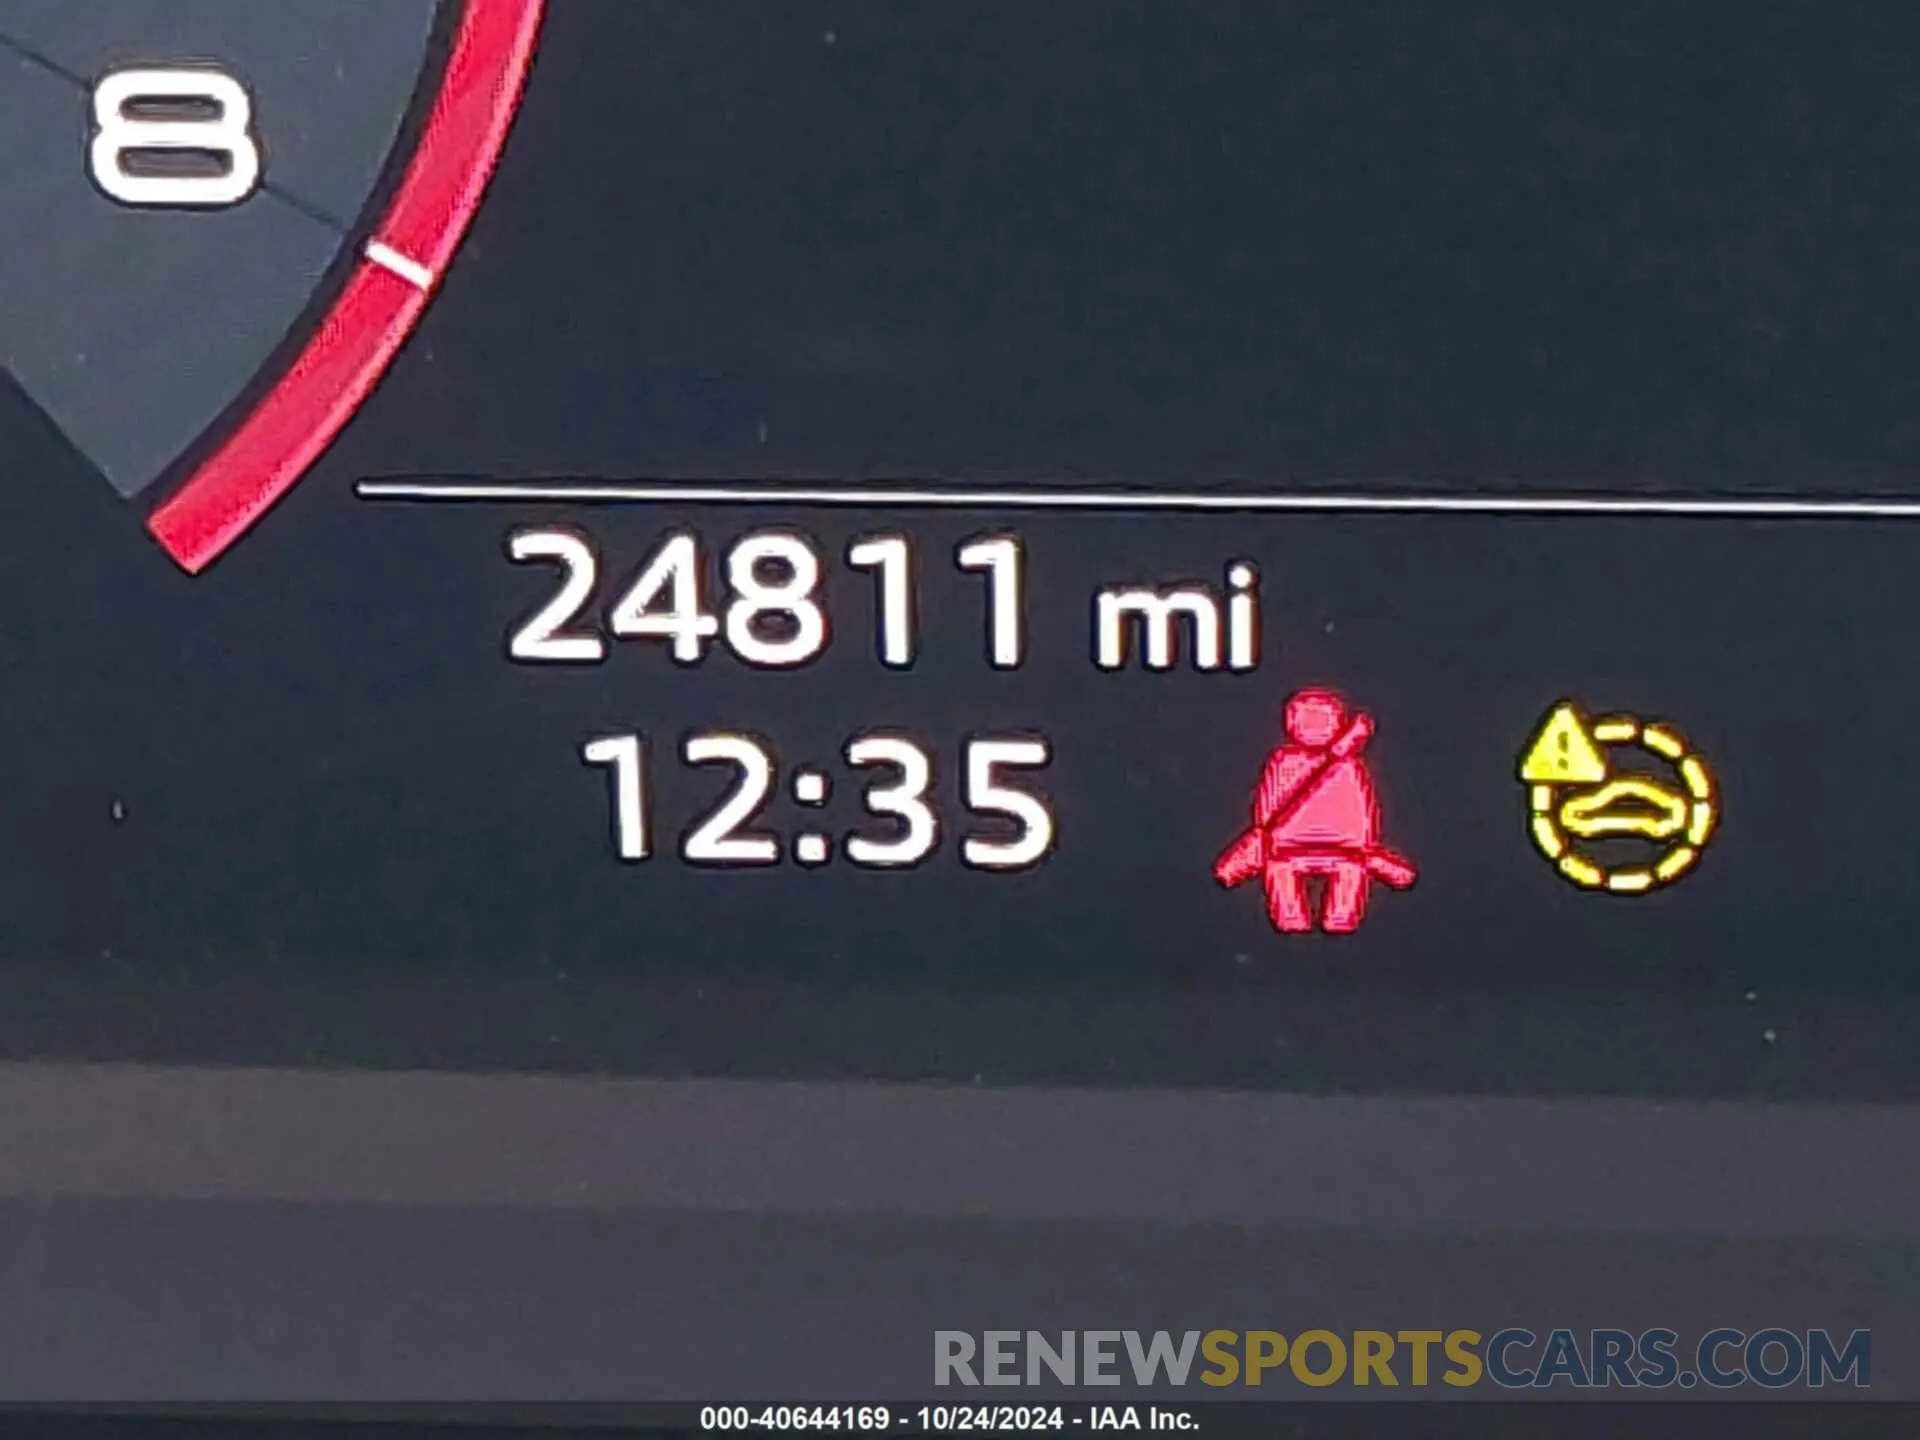 8
24811 mi
12:35
RENEWSPORTSCARS.COM
000-40644169 - 10/24/2024 - IAA Inc.